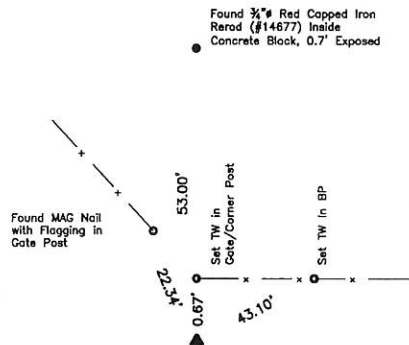 Found ¾"ø Red Capped Iron
Rerod (#14677) Inside
Concrete Block, 0.7' Exposed
53.00'
Found MAG Nail
with Flagging in
Gate Post
Set TW in
Gate/Corner Post
Set TW in BP
22.34'
0.67'
43.10'